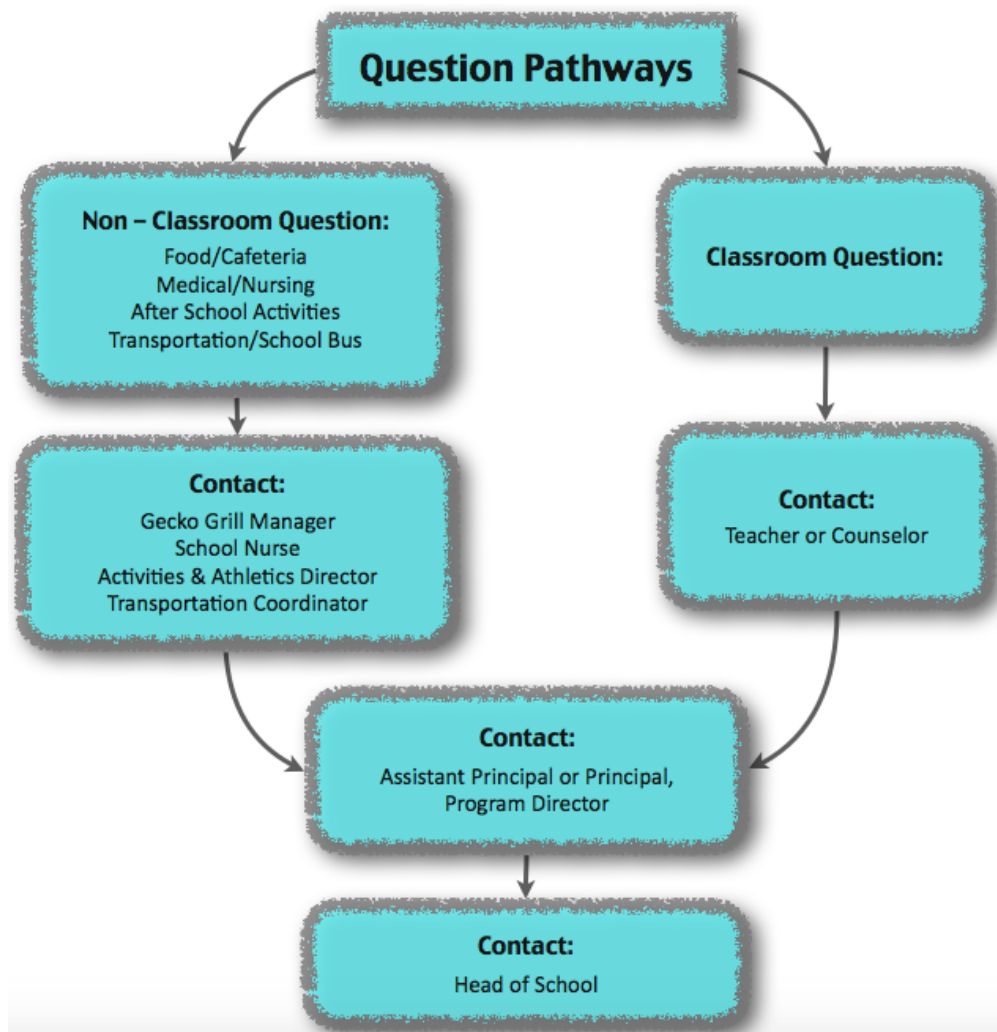 Question Pathways
Non – Classroom Question:
Food/Cafeteria
Medical/Nursing
After School Activities
Transportation/School Bus
Classroom Question:
Contact:
Gecko Grill Manager
School Nurse
Activities & Athletics Director
Transportation Coordinator
Contact:
Teacher or Counselor
Contact:
Assistant Principal or Principal,
Program Director
Contact:
Head of School